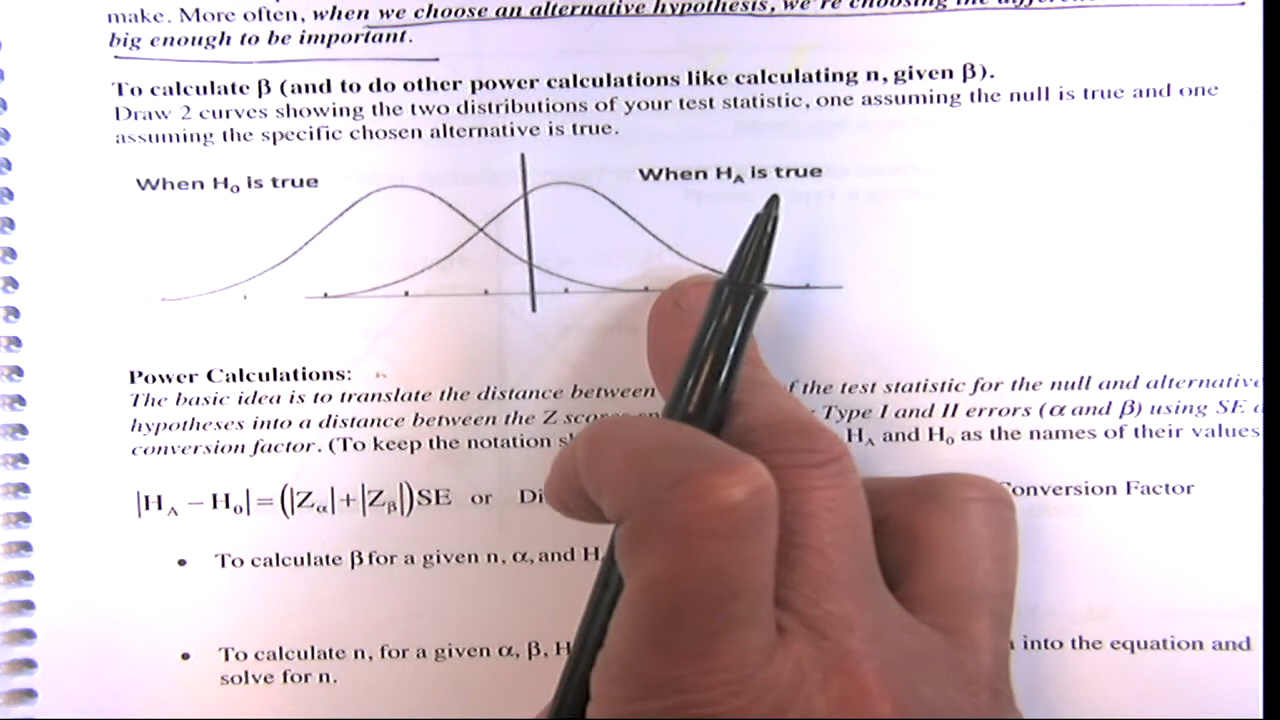 make. More often, when we choose an alternative hypothesis, we're choosing the
big enough to be important.
To calculate β (and to do other power calculations like calculating n, given β).
Draw 2 curves showing the two distributions of your test statistic, one assuming the null is true and one
assuming the specific chosen alternative is true.
When H₀ is true
When H_A is true
Power Calculations:
The basic idea is to translate the distance between of the test statistic for the null and alternative
hypotheses into a distance between the Z Type I and II errors (α and β) using SE
conversion factor. (To keep the notation H_A and H₀ as the names of their values
|H_A − H₀| = (|Z_α|+|Z_β|)SE or Conversion Factor
• To calculate β for a given n, α, and
• To calculate n, for a given α, β, into the equation and
solve for n.